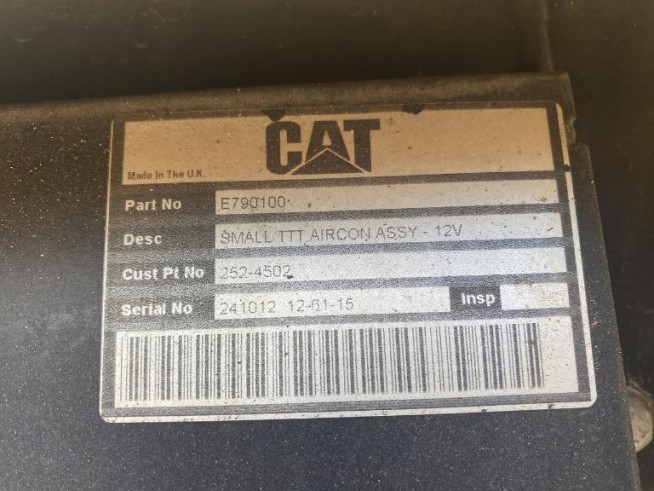 CAT
Made In The U.K.
Part No E790100
Desc SMALL TTT AIRCON ASSY - 12V
Cust Pt No 252-4502
Serial No 241012 12-61-15 Insp